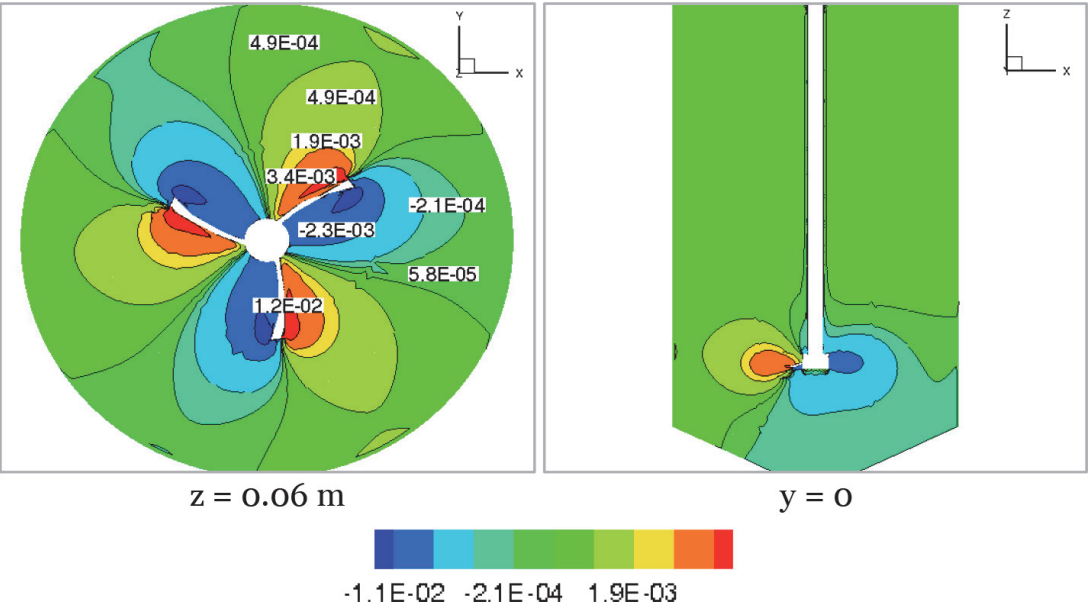 Y
Z
X
4.9E-04
4.9E-04
1.9E-03
3.4E-03
-2.1E-04
-2.3E-03
5.8E-05
1.2E-02
Z
Y
X
z = 0.06 m
y = 0
-1.1E-02 -2.1E-04 1.9E-03